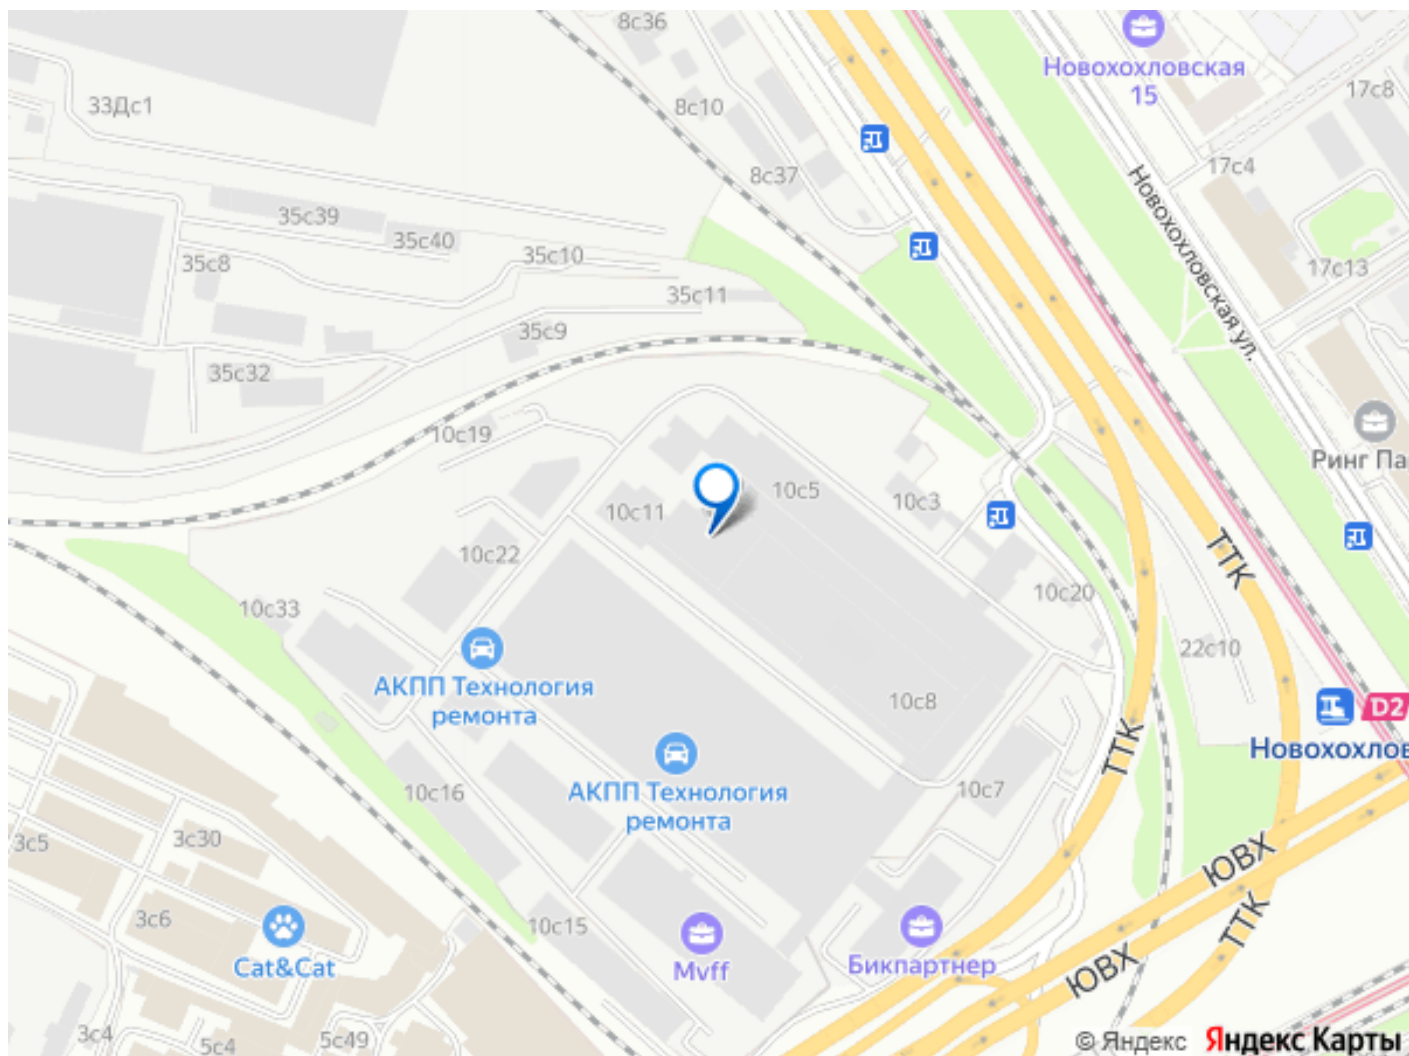 8с36
Новохохловская
15
17с8
33Дс1
8с10
17с4
8с37
Новохохловская ул.
35с39
35с40
35с10
35с8
17с13
35с11
35с9
35с32
10с19
Ринг Па
10с5
10с3
10с11
10с22
ТТК
10с20
10с33
22с10
АКПП Технология
ремонта
10с8
D2
Новохохлов
ТТК
10с16
АКПП Технология
ремонта
10с7
3с5
3с30
ЮВХ
3с6
10с15
ТТК
Cat&Cat
Mvff
Бикпартнер
ЮВХ
3с4
5с4
5с49
© Яндекс Яндекс Карты